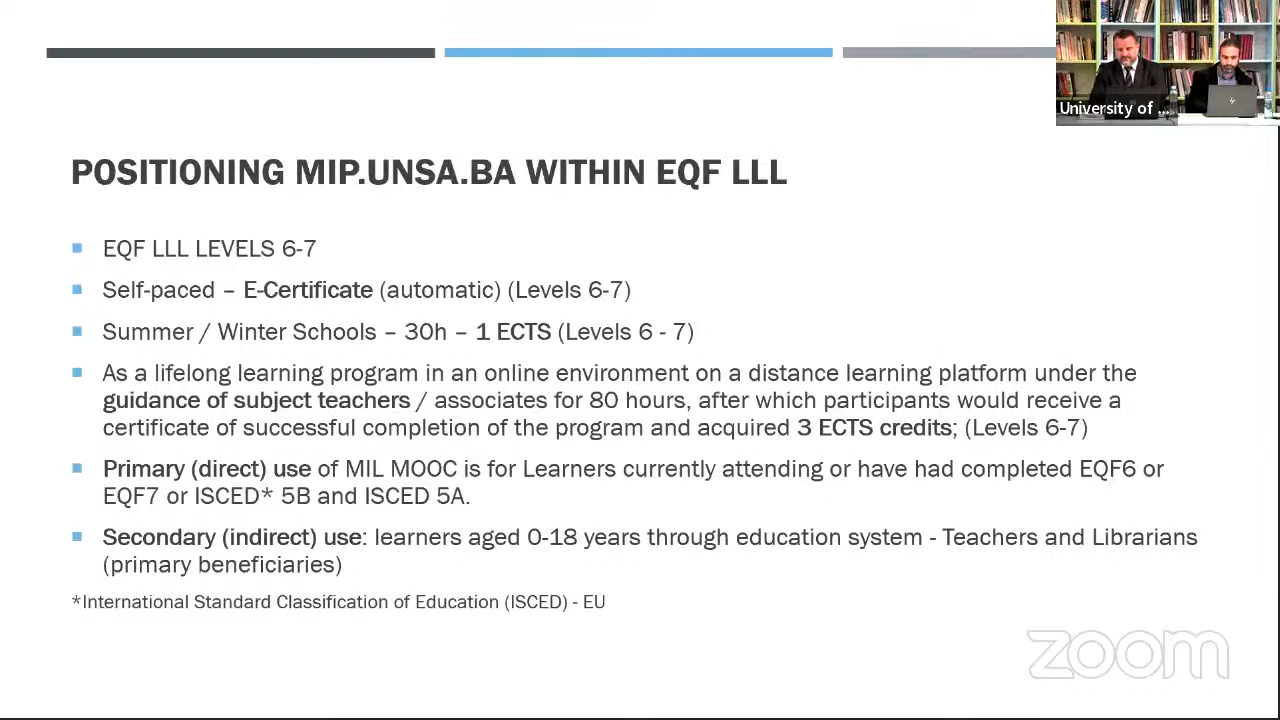 University of ...
POSITIONING MIP.UNSA.BA WITHIN EQF LLL
EQF LLL LEVELS 6-7
Self-paced – E-Certificate (automatic) (Levels 6-7)
Summer / Winter Schools – 30h – 1 ECTS (Levels 6 - 7)
As a lifelong learning program in an online environment on a distance learning platform under the
guidance of subject teachers / associates for 80 hours, after which participants would receive a
certificate of successful completion of the program and acquired 3 ECTS credits; (Levels 6-7)
Primary (direct) use of MIL MOOC is for Learners currently attending or have had completed EQF6 or
EQF7 or ISCED* 5B and ISCED 5A.
Secondary (indirect) use: learners aged 0-18 years through education system - Teachers and Librarians
(primary beneficiaries)
*International Standard Classification of Education (ISCED) - EU
zoom